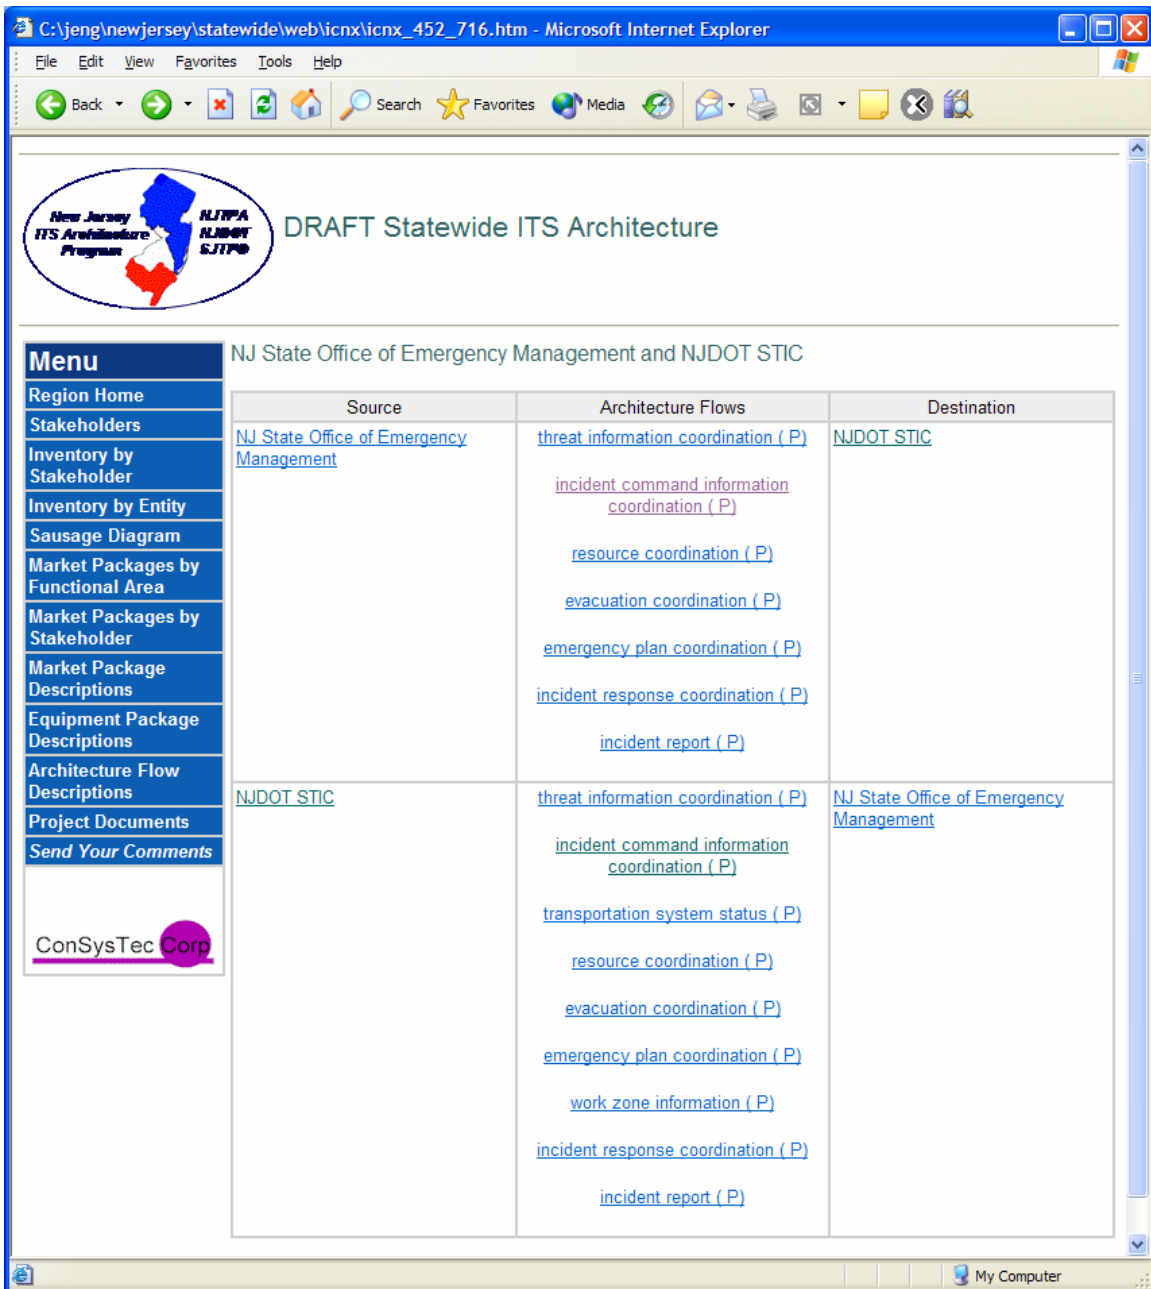 C:\jeng\newjersey\statewide\web\icnx\icnx_452_716.htm - Microsoft Internet Explorer
File Edit View Favorites Tools Help
Back Search Favorites Media
New Jersey
ITS Architecture
Program
NJTPA
NJDOT
SJTPO
DRAFT Statewide ITS Architecture
Menu
Region Home
Stakeholders
Inventory by
Stakeholder
Inventory by Entity
Sausage Diagram
Market Packages by
Functional Area
Market Packages by
Stakeholder
Market Package
Descriptions
Equipment Package
Descriptions
Architecture Flow
Descriptions
Project Documents
Send Your Comments
ConSysTec Corp
NJ State Office of Emergency Management and NJDOT STIC
Source Architecture Flows Destination
NJ State Office of Emergency
Management
threat information coordination ( P)
incident command information
coordination ( P)
resource coordination ( P)
evacuation coordination ( P)
emergency plan coordination ( P)
incident response coordination ( P)
incident report ( P)
NJDOT STIC
NJDOT STIC
threat information coordination ( P)
incident command information
coordination ( P)
transportation system status ( P)
resource coordination ( P)
evacuation coordination ( P)
emergency plan coordination ( P)
work zone information ( P)
incident response coordination ( P)
incident report ( P)
NJ State Office of Emergency
Management
My Computer